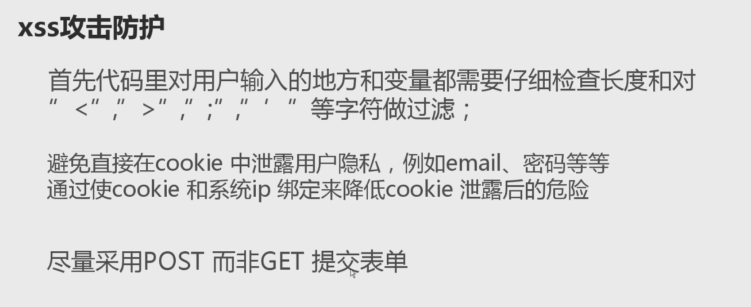 xss攻击防护
首先代码里对用户输入的地方和变量都需要仔细检查长度和对
”<”,”>”,”;”,”’”等字符做过滤；
避免直接在cookie 中泄露用户隐私，例如email、密码等等
通过使cookie 和系统ip 绑定来降低cookie 泄露后的危险
尽量采用POST 而非GET 提交表单